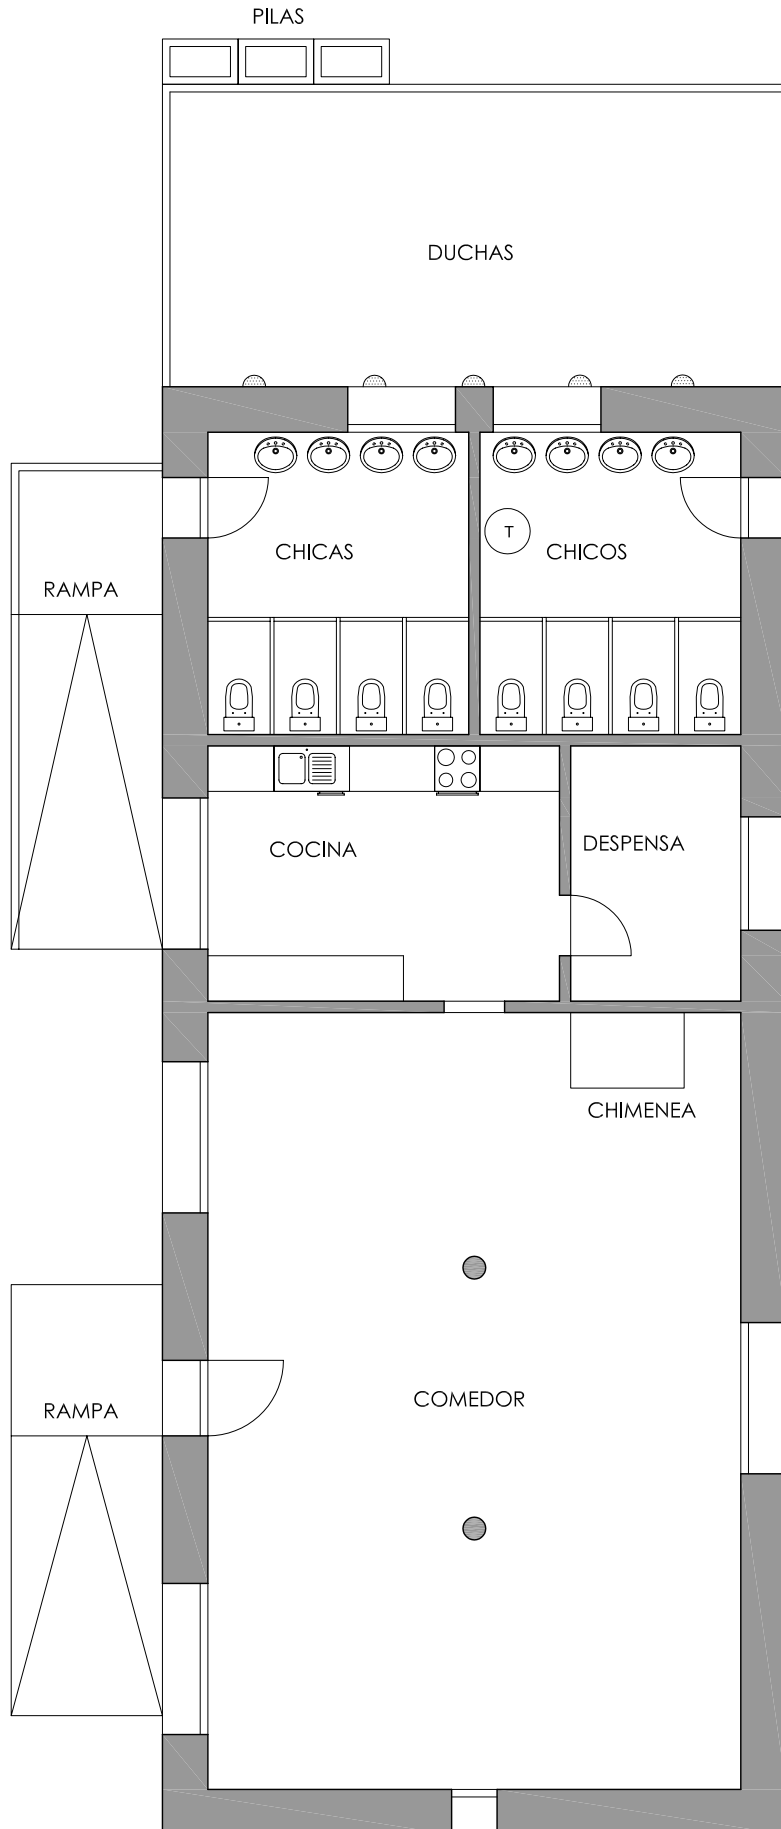 PILAS
DUCHAS
T
CHICAS
CHICOS
RAMPA
COCINA
DESPENSA
CHIMENEA
COMEDOR
RAMPA